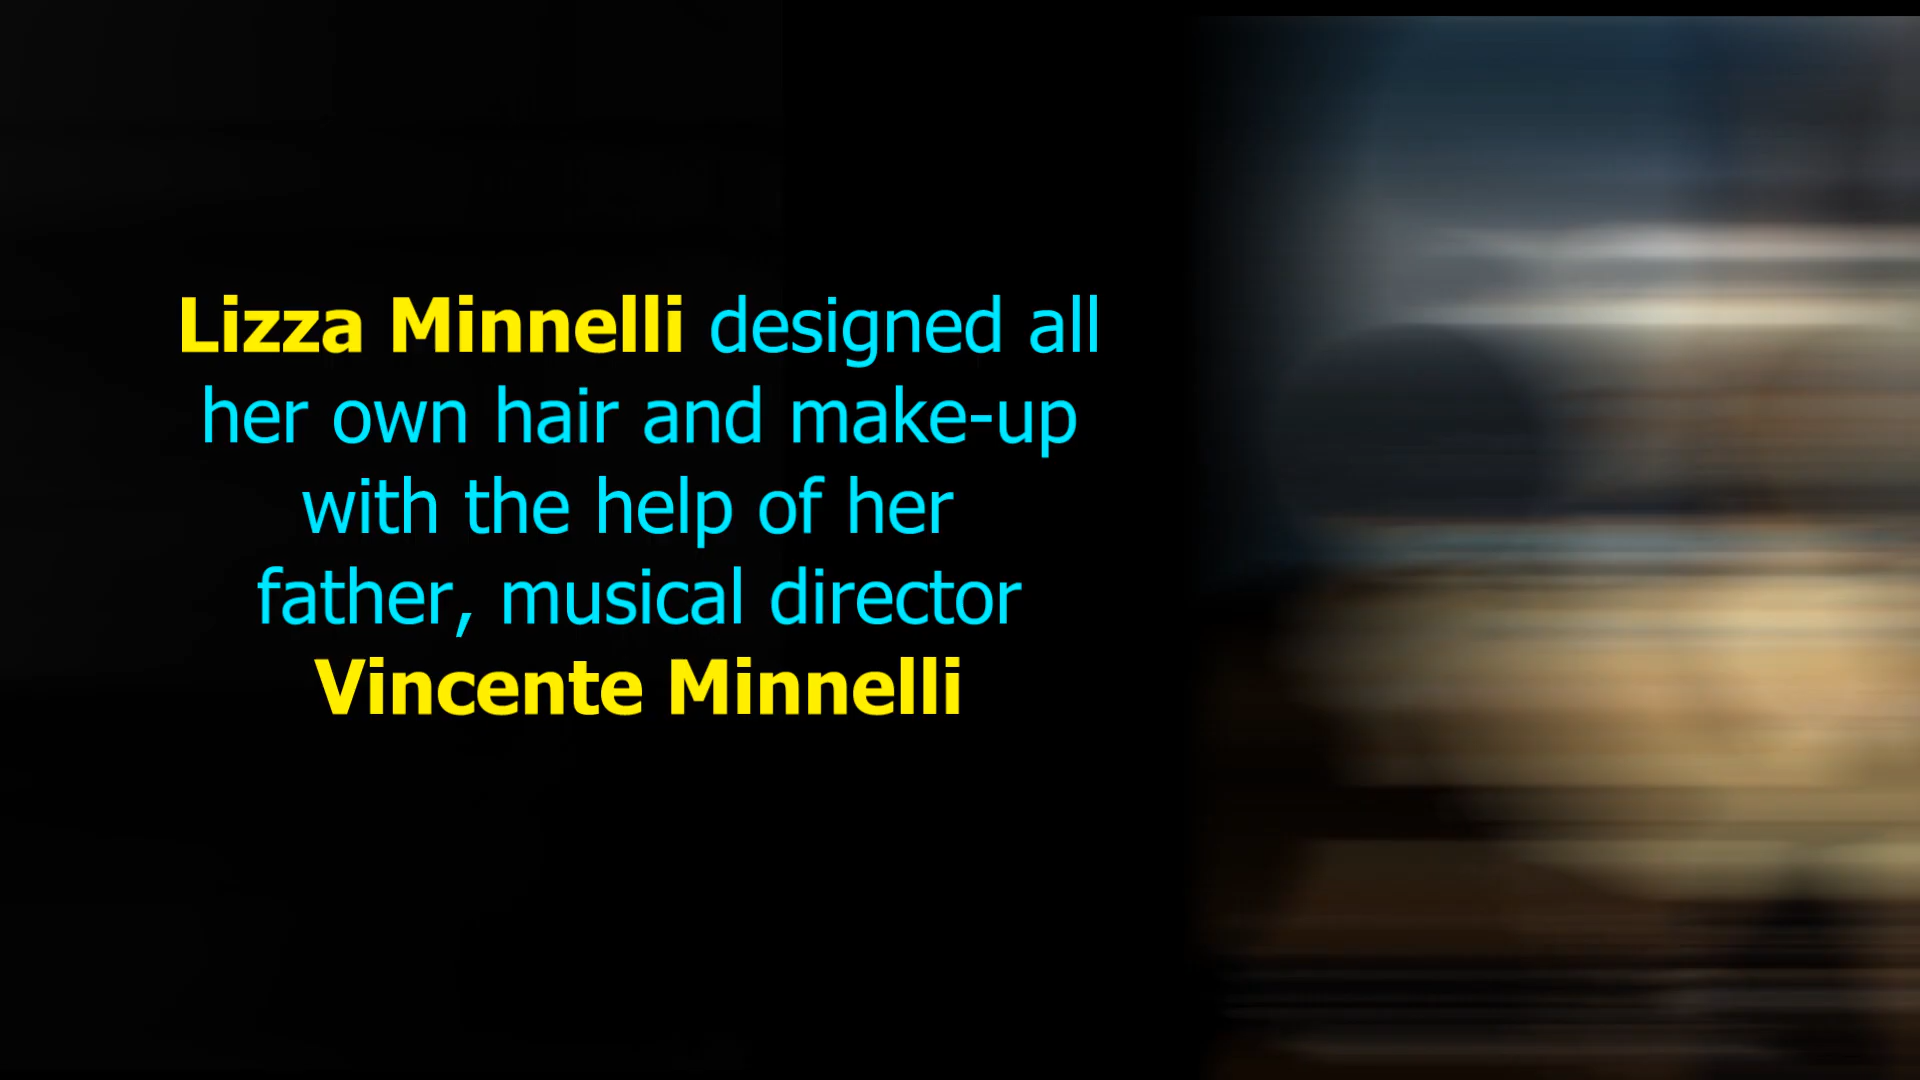 Lizza Minnelli designed all
her own hair and make-up
with the help of her
father, musical director
Vincente Minnelli